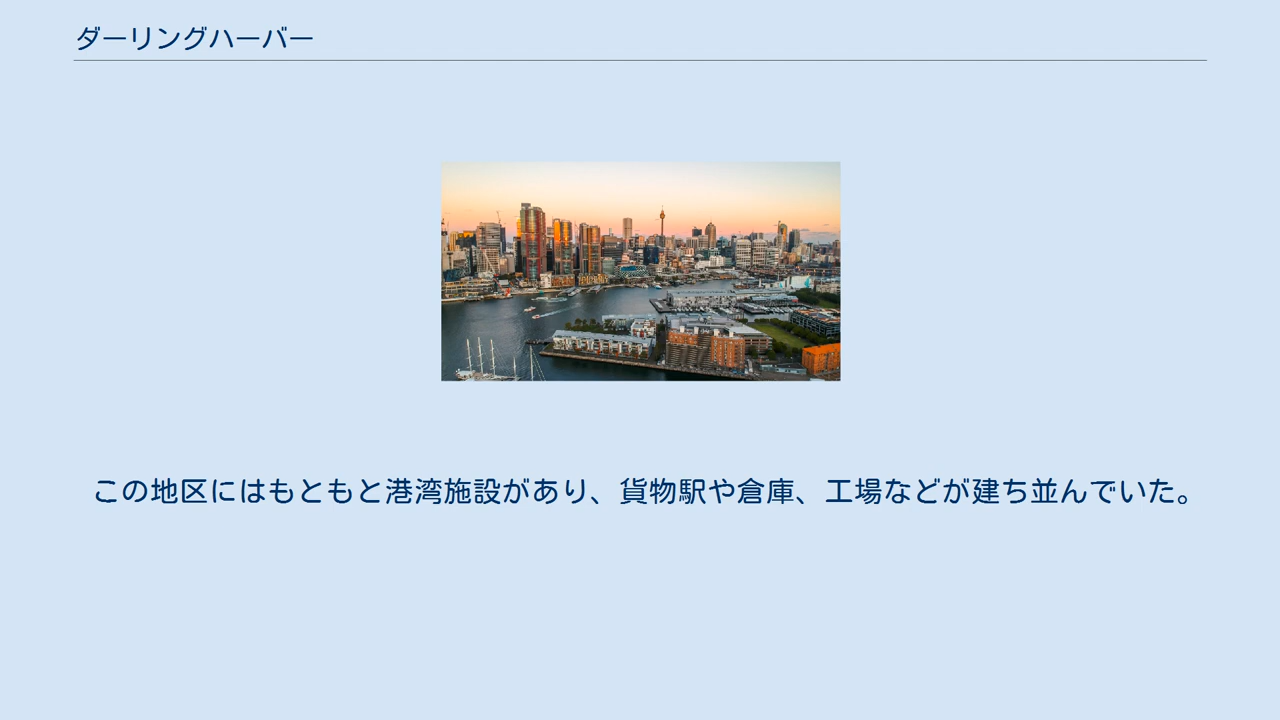 ダーリングハーバー
この地区にはもともと港湾施設があり、貨物駅や倉庫、工場などが建ち並んでいた。